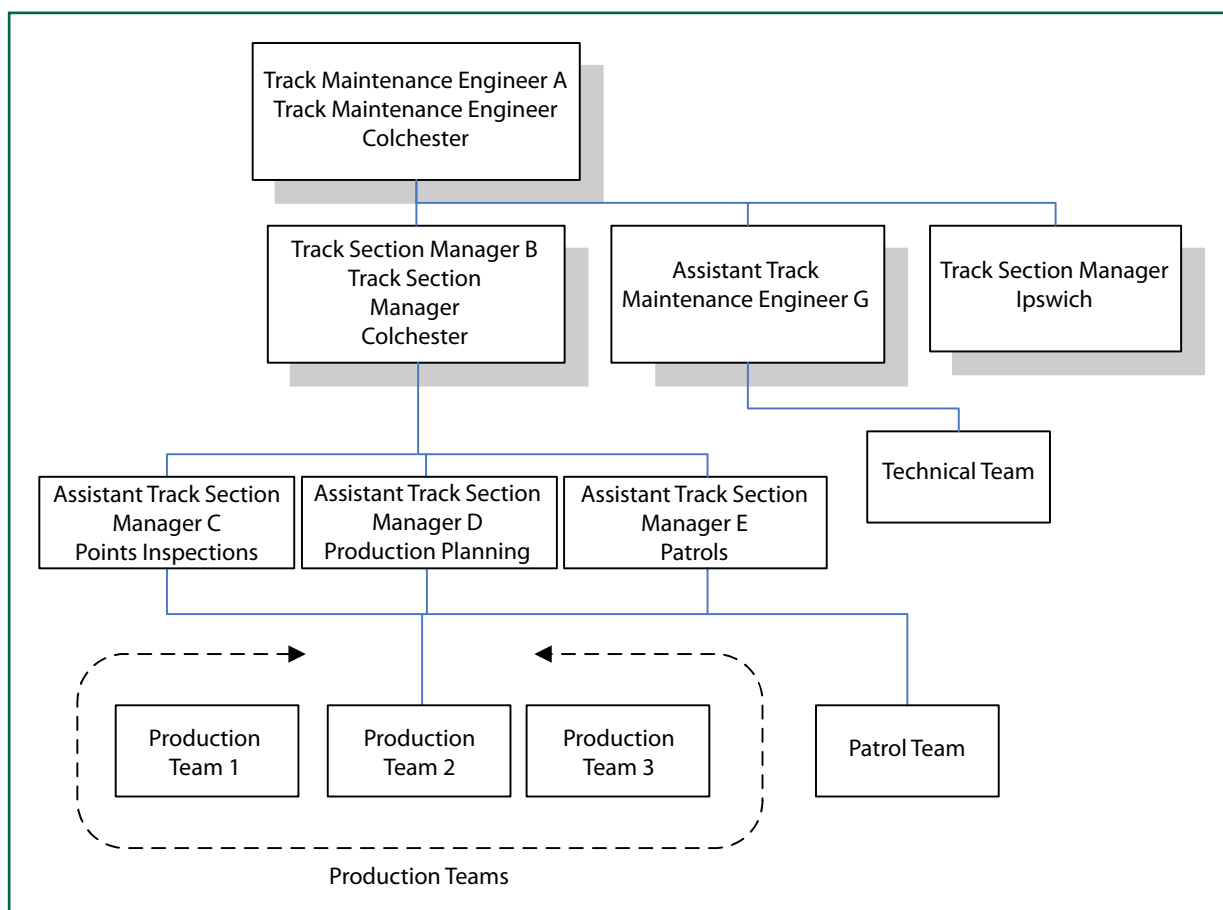 Track Maintenance Engineer A
Track Maintenance Engineer
Colchester
Track Section Manager B
Track Section
Manager
Colchester
Assistant Track
Maintenance Engineer G
Track Section Manager
Ipswich
Technical Team
Assistant Track Section
Manager C
Points Inspections
Assistant Track Section
Manager D
Production Planning
Assistant Track Section
Manager E
Patrols
Production
Team 1
Production
Team 2
Production
Team 3
Patrol Team
Production Teams